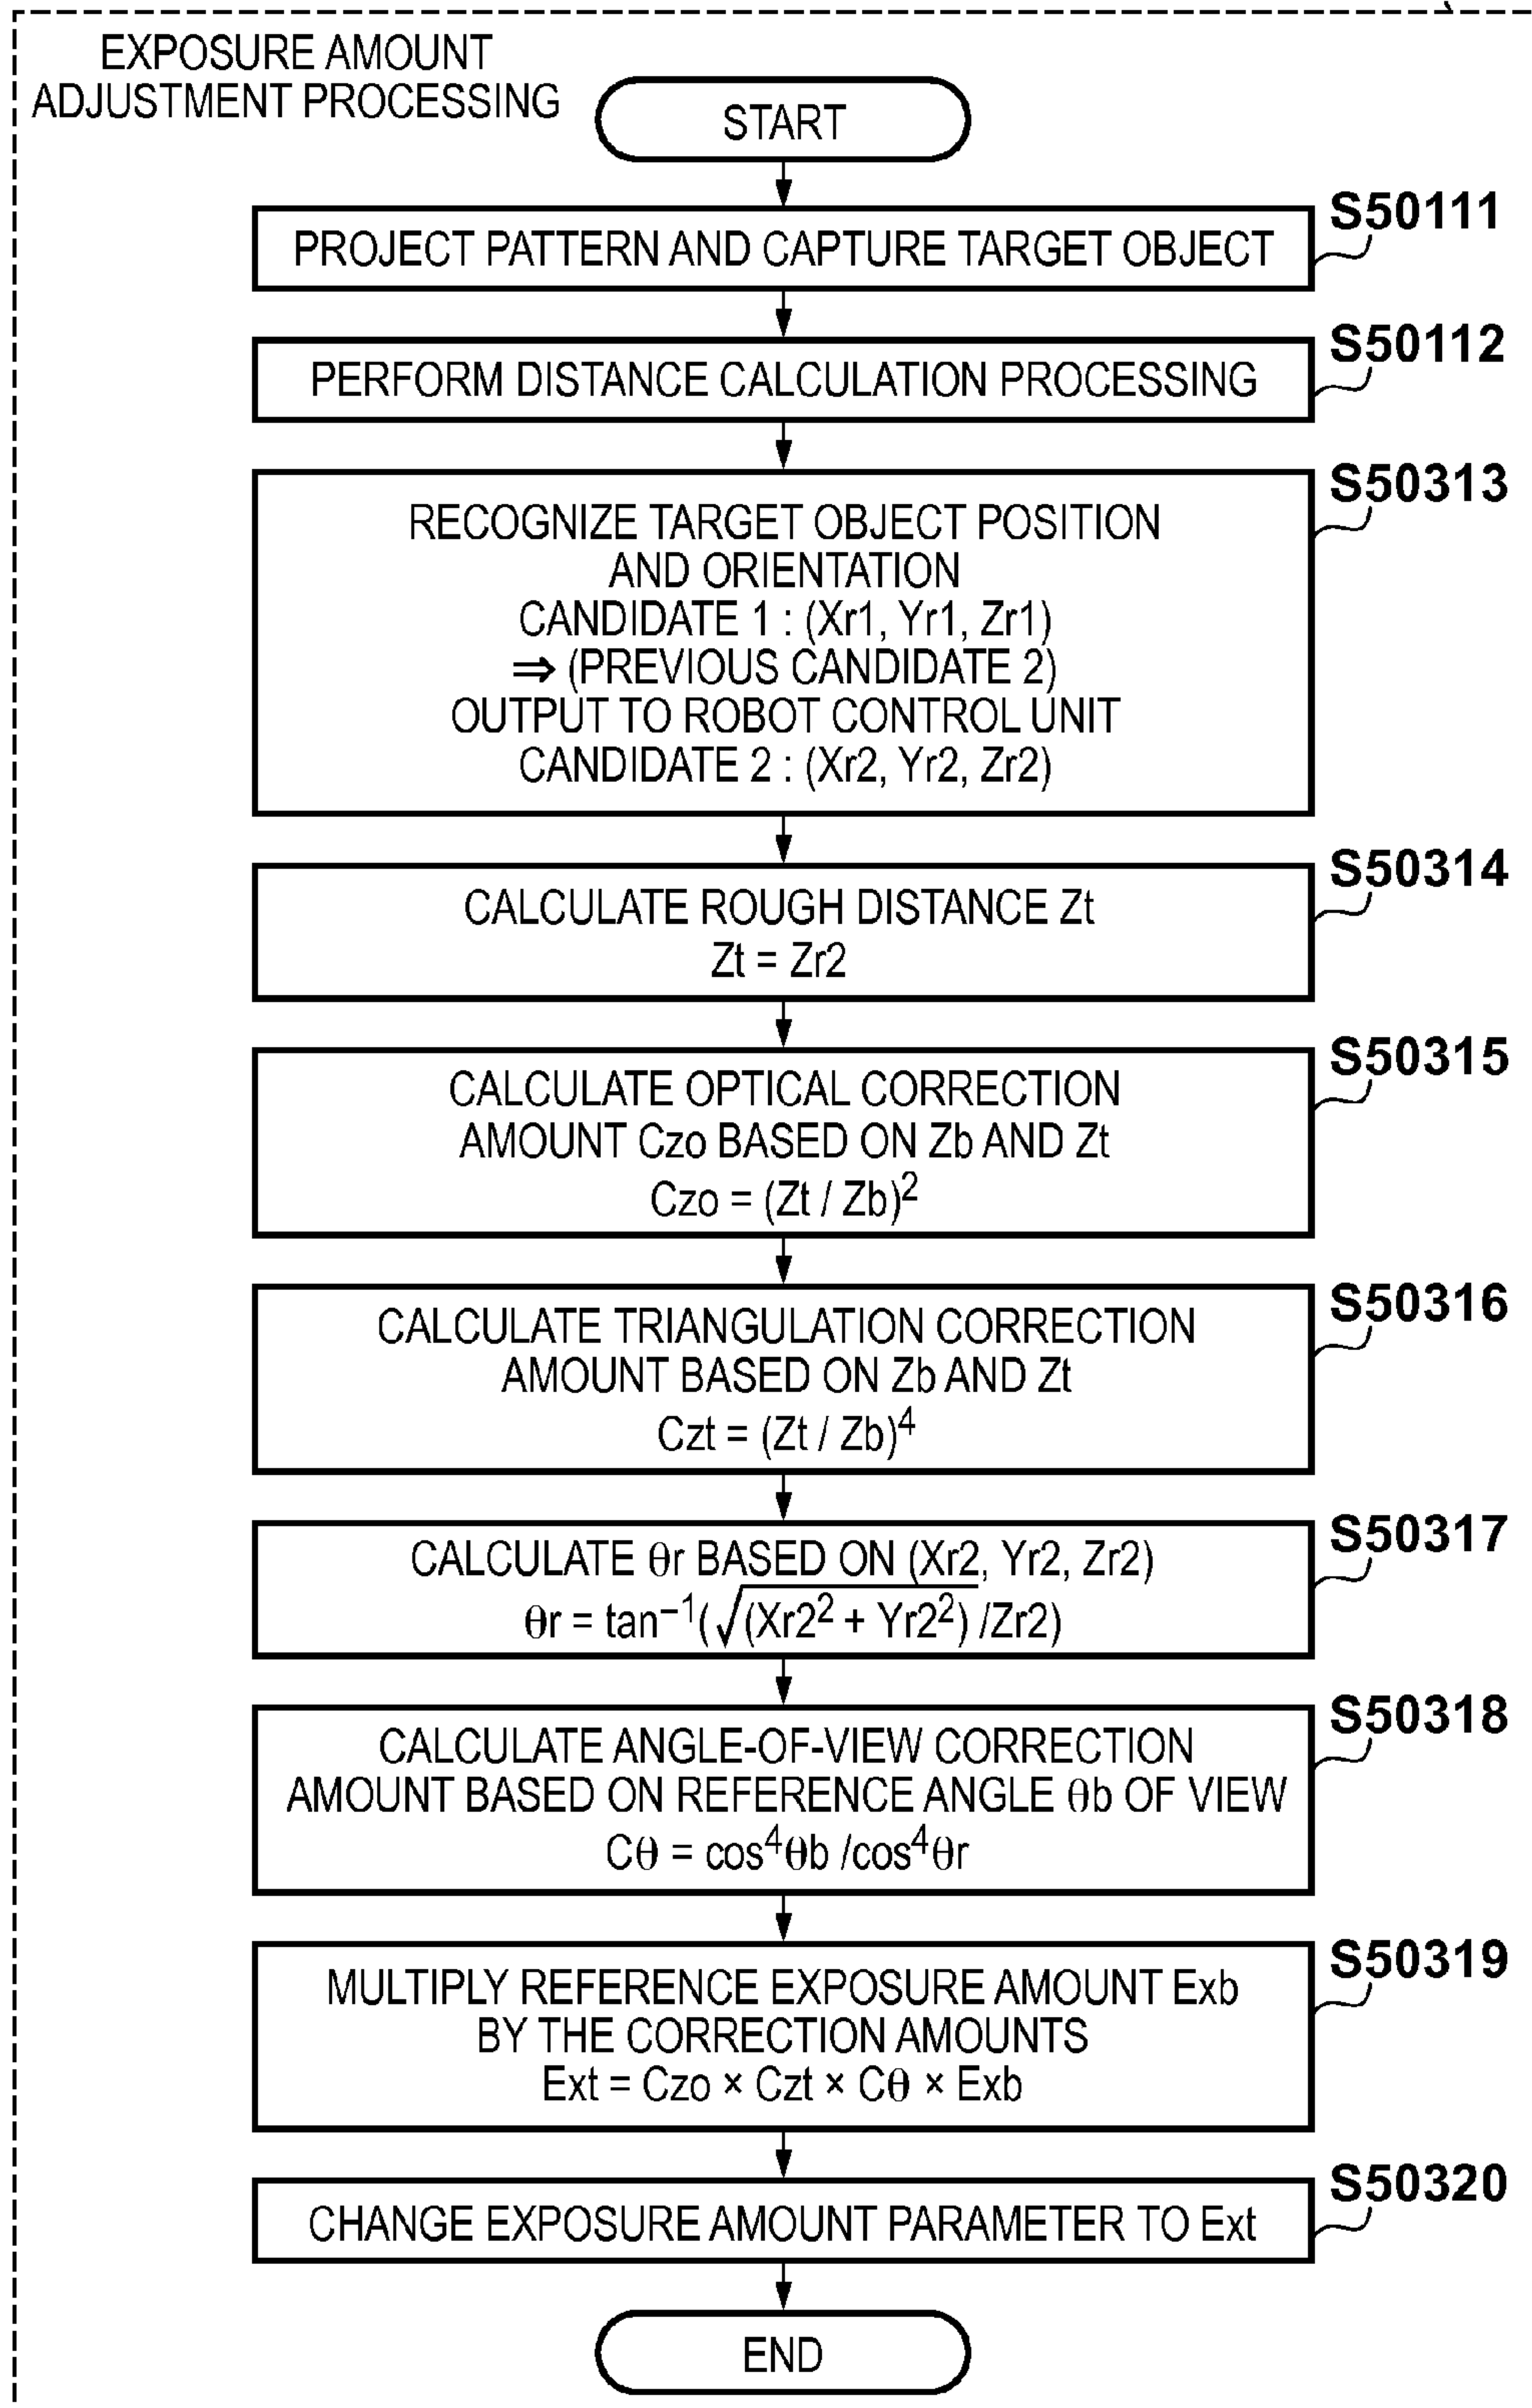 EXPOSURE AMOUNT
ADJUSTMENT PROCESSING
START
S50111
PROJECT PATTERN AND CAPTURE TARGET OBJECT
S50112
PERFORM DISTANCE CALCULATION PROCESSING
S50313
RECOGNIZE TARGET OBJECT POSITION
AND ORIENTATION
CANDIDATE 1 : (Xr1, Yr1, Zr1)
⇒ (PREVIOUS CANDIDATE 2)
OUTPUT TO ROBOT CONTROL UNIT
CANDIDATE 2 : (Xr2, Yr2, Zr2)
S50314
CALCULATE ROUGH DISTANCE Zt
Zt = Zr2
S50315
CALCULATE OPTICAL CORRECTION
AMOUNT Czo BASED ON Zb AND Zt
Czo = (Zt / Zb)²
S50316
CALCULATE TRIANGULATION CORRECTION
AMOUNT BASED ON Zb AND Zt
Czt = (Zt / Zb)⁴
S50317
CALCULATE θr BASED ON (Xr2, Yr2, Zr2)
θr = tan⁻¹(√(Xr2² + Yr2²) /Zr2)
S50318
CALCULATE ANGLE-OF-VIEW CORRECTION
AMOUNT BASED ON REFERENCE ANGLE θb OF VIEW
Cθ = cos⁴θb /cos⁴θr
S50319
MULTIPLY REFERENCE EXPOSURE AMOUNT Exb
BY THE CORRECTION AMOUNTS
Ext = Czo × Czt × Cθ × Exb
S50320
CHANGE EXPOSURE AMOUNT PARAMETER TO Ext
END